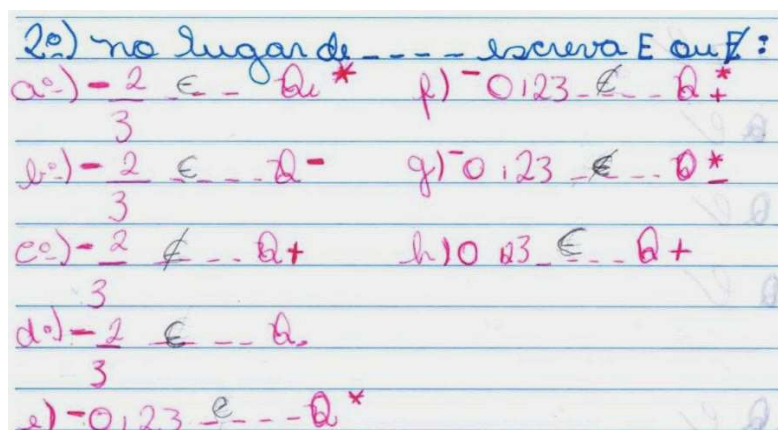 2º) no lugar de ---- escreva E ou ∉ :
aº) - 2/3 € -- Q *
f) -0,23 - ∉ -- Q *+
bº) - 2/3 € --- Q -
g) -0,23 - ∉ -- Q *-
cº) - 2/3 ∉ -- Q+
h) 0,23 - € -- Q+
dº) - 2/3 € -- Q
e) -0,23 - e --- Q *